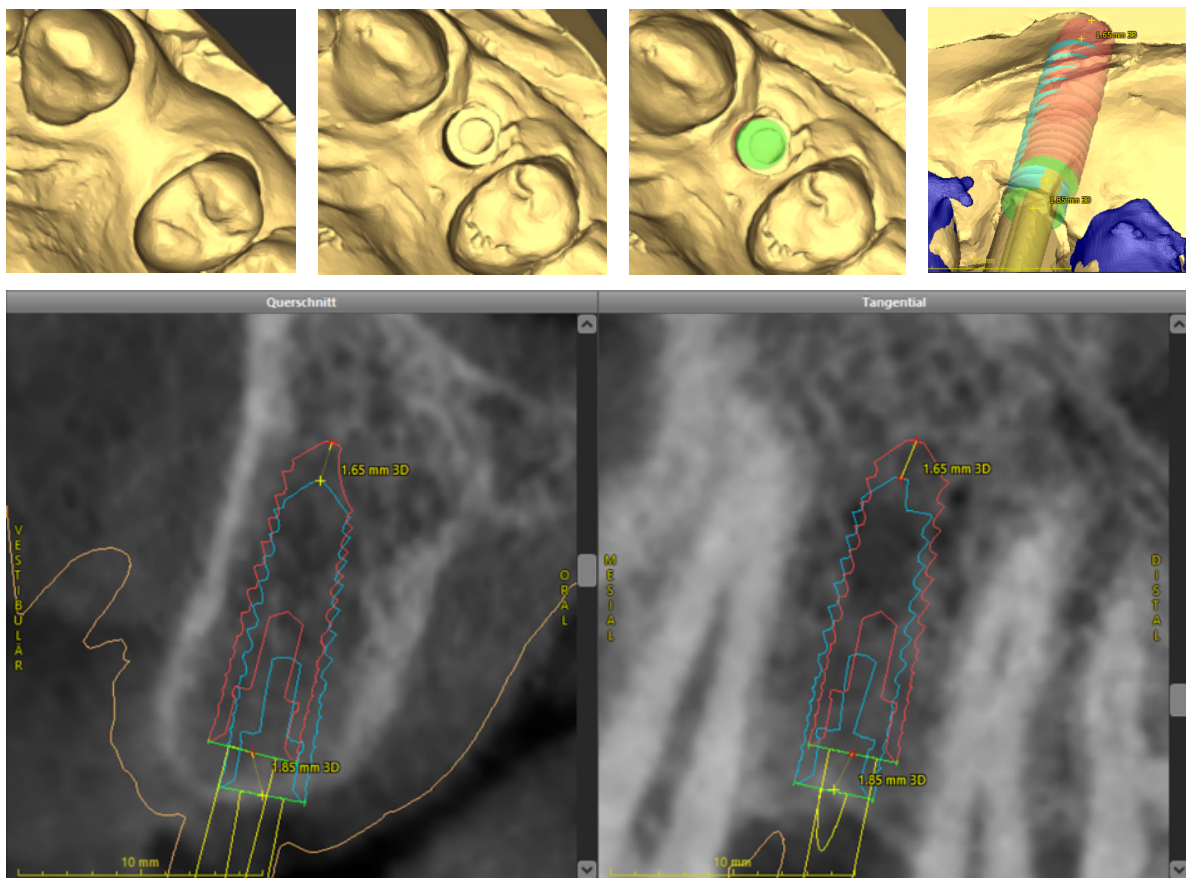 1.65 mm 3D
1.85 mm 3D
Querschnitt
Tangential
1.65 mm 3D
VESTIBULÄR
ORAL
1.85 mm 3D
10 mm
1.65 mm 3D
MESIAL
DISTAL
1.85 mm 3D
10 mm